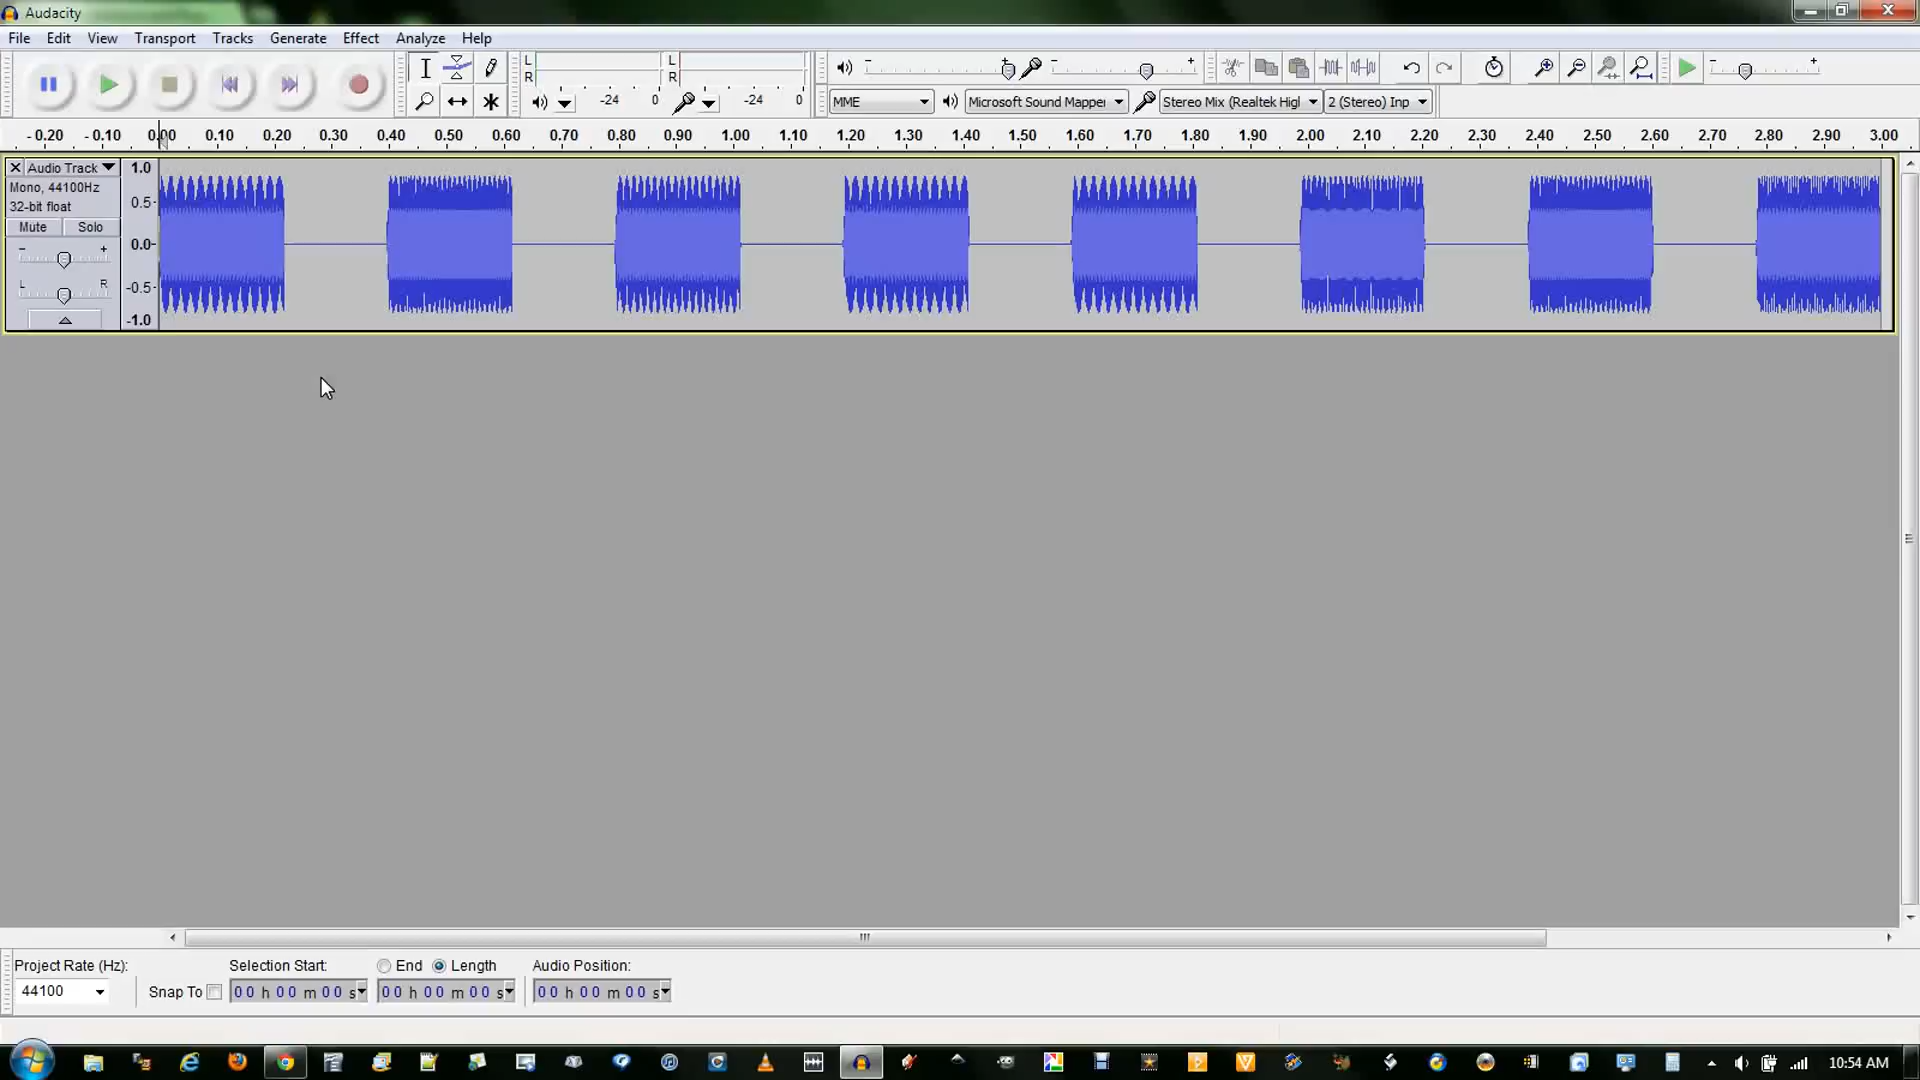 Audacity
File Edit View Transport Tracks Generate Effect Analyze Help
L R -24 0 L R -24 0
MME Microsoft Sound Mapper Stereo Mix (Realtek Higl 2 (Stereo) Inp
- 0.20 - 0.10 0.00 0.10 0.20 0.30 0.40 0.50 0.60 0.70 0.80 0.90 1.00 1.10 1.20 1.30 1.40 1.50 1.60 1.70 1.80 1.90 2.00 2.10 2.20 2.30 2.40 2.50 2.60 2.70 2.80 2.90 3.00
Audio Track 1.0
Mono, 44100Hz
32-bit float 0.5-
Mute Solo
- + 0.0-
L R -0.5-
-1.0
Project Rate (Hz): Selection Start: End Length Audio Position:
44100 Snap To 00 h 00 m 00 s 00 h 00 m 00 s 00 h 00 m 00 s
10:54 AM